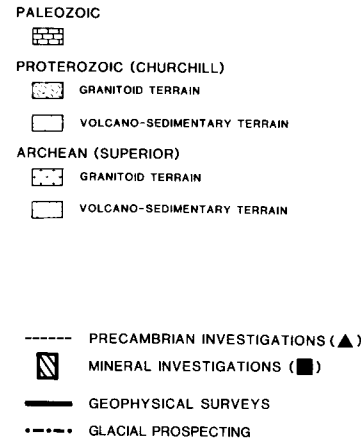 PALEOZOIC
PROTEROZOIC (CHURCHILL)
GRANITOID TERRAIN
VOLCANO-SEDIMENTARY TERRAIN
ARCHEAN (SUPERIOR)
GRANITOID TERRAIN
VOLCANO-SEDIMENTARY TERRAIN
PRECAMBRIAN INVESTIGATIONS (▲)
MINERAL INVESTIGATIONS (■)
GEOPHYSICAL SURVEYS
GLACIAL PROSPECTING